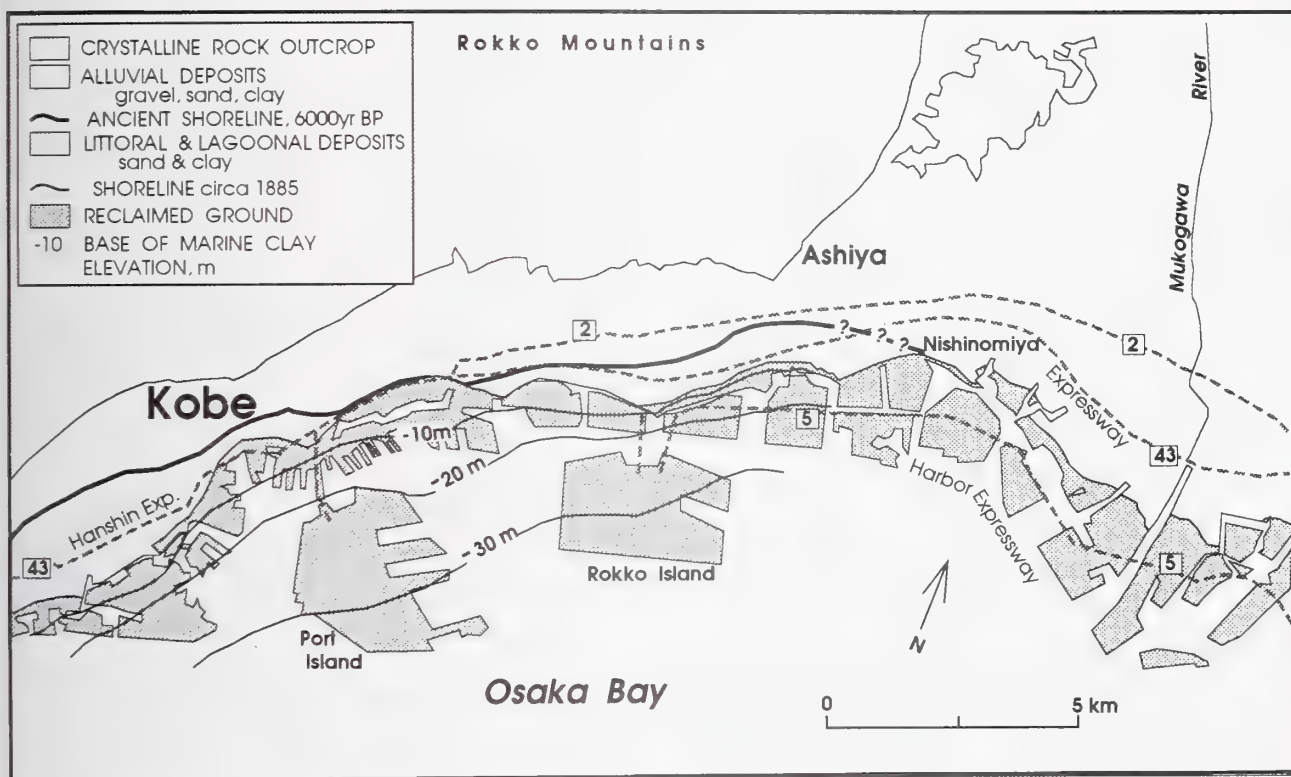 CRYSTALLINE ROCK OUTCROP
ALLUVIAL DEPOSITS
gravel, sand, clay
ANCIENT SHORELINE, 6000yr BP
LITTORAL & LAGOONAL DEPOSITS
sand & clay
SHORELINE circa 1885
RECLAIMED GROUND
-10 BASE OF MARINE CLAY
ELEVATION, m
Rokko Mountains
River
Mukogawa
Ashiya
2
2
? ? ?
Nishinomiya
Expressway
Kobe
43
5
-10m
-20 m
Harbor Expressway
Hanshin Exp.
-30 m
43
5
Rokko Island
N
Port
Island
Osaka Bay
0 5 km